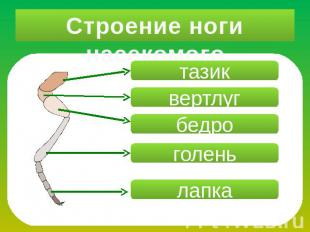 Строение ноги
насекомого
тазик
вертлуг
бедро
голень
лапка